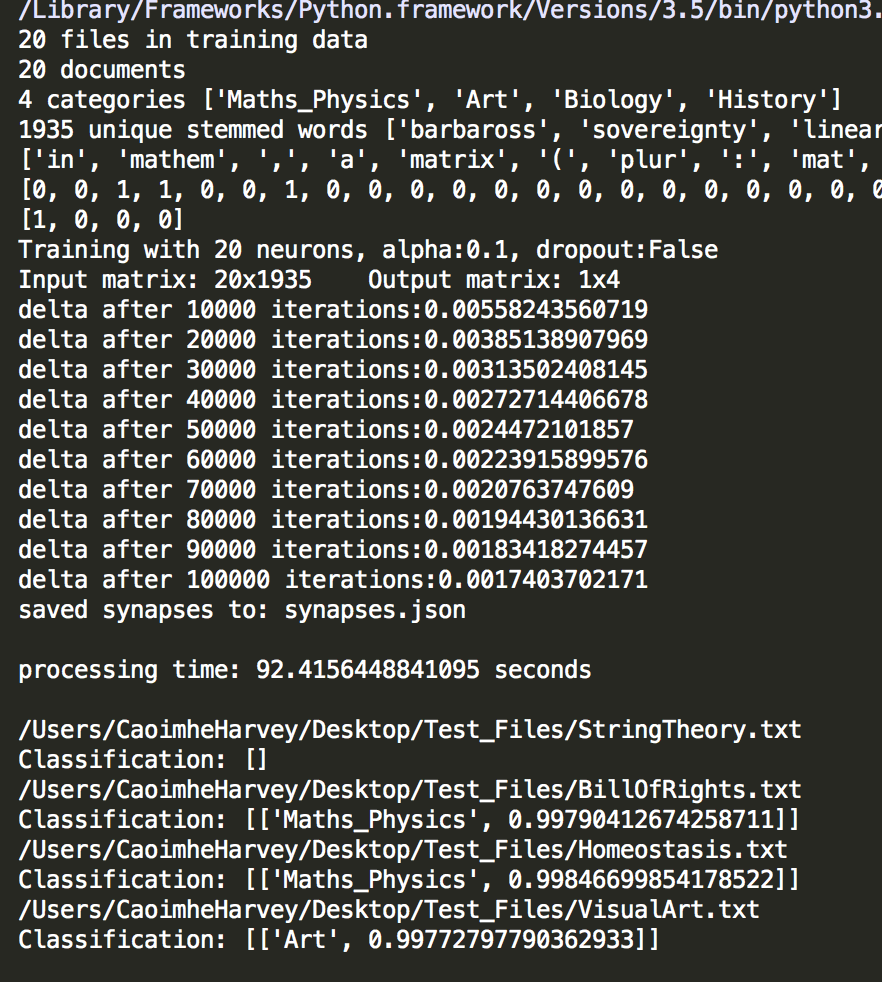 /Library/Frameworks/Python.framework/Versions/3.5/bin/python3.
20 files in training data
20 documents
4 categories ['Maths_Physics', 'Art', 'Biology', 'History']
1935 unique stemmed words ['barbaross', 'sovereignty', 'linear
['in', 'mathem', ',', 'a', 'matrix', '(', 'plur', ':', 'mat',
[0, 0, 1, 1, 0, 0, 1, 0, 0, 0, 0, 0, 0, 0, 0, 0, 0, 0, 0, 0, 0
[1, 0, 0, 0]
Training with 20 neurons, alpha:0.1, dropout:False
Input matrix: 20x1935    Output matrix: 1x4
delta after 10000 iterations:0.00558243560719
delta after 20000 iterations:0.00385138907969
delta after 30000 iterations:0.00313502408145
delta after 40000 iterations:0.00272714406678
delta after 50000 iterations:0.0024472101857
delta after 60000 iterations:0.00223915899576
delta after 70000 iterations:0.0020763747609
delta after 80000 iterations:0.00194430136631
delta after 90000 iterations:0.00183418274457
delta after 100000 iterations:0.0017403702171
saved synapses to: synapses.json
processing time: 92.4156448841095 seconds
/Users/CaoimheHarvey/Desktop/Test_Files/StringTheory.txt
Classification: []
/Users/CaoimheHarvey/Desktop/Test_Files/BillOfRights.txt
Classification: [['Maths_Physics', 0.99790412674258711]]
/Users/CaoimheHarvey/Desktop/Test_Files/Homeostasis.txt
Classification: [['Maths_Physics', 0.99846699854178522]]
/Users/CaoimheHarvey/Desktop/Test_Files/VisualArt.txt
Classification: [['Art', 0.99772797790362933]]